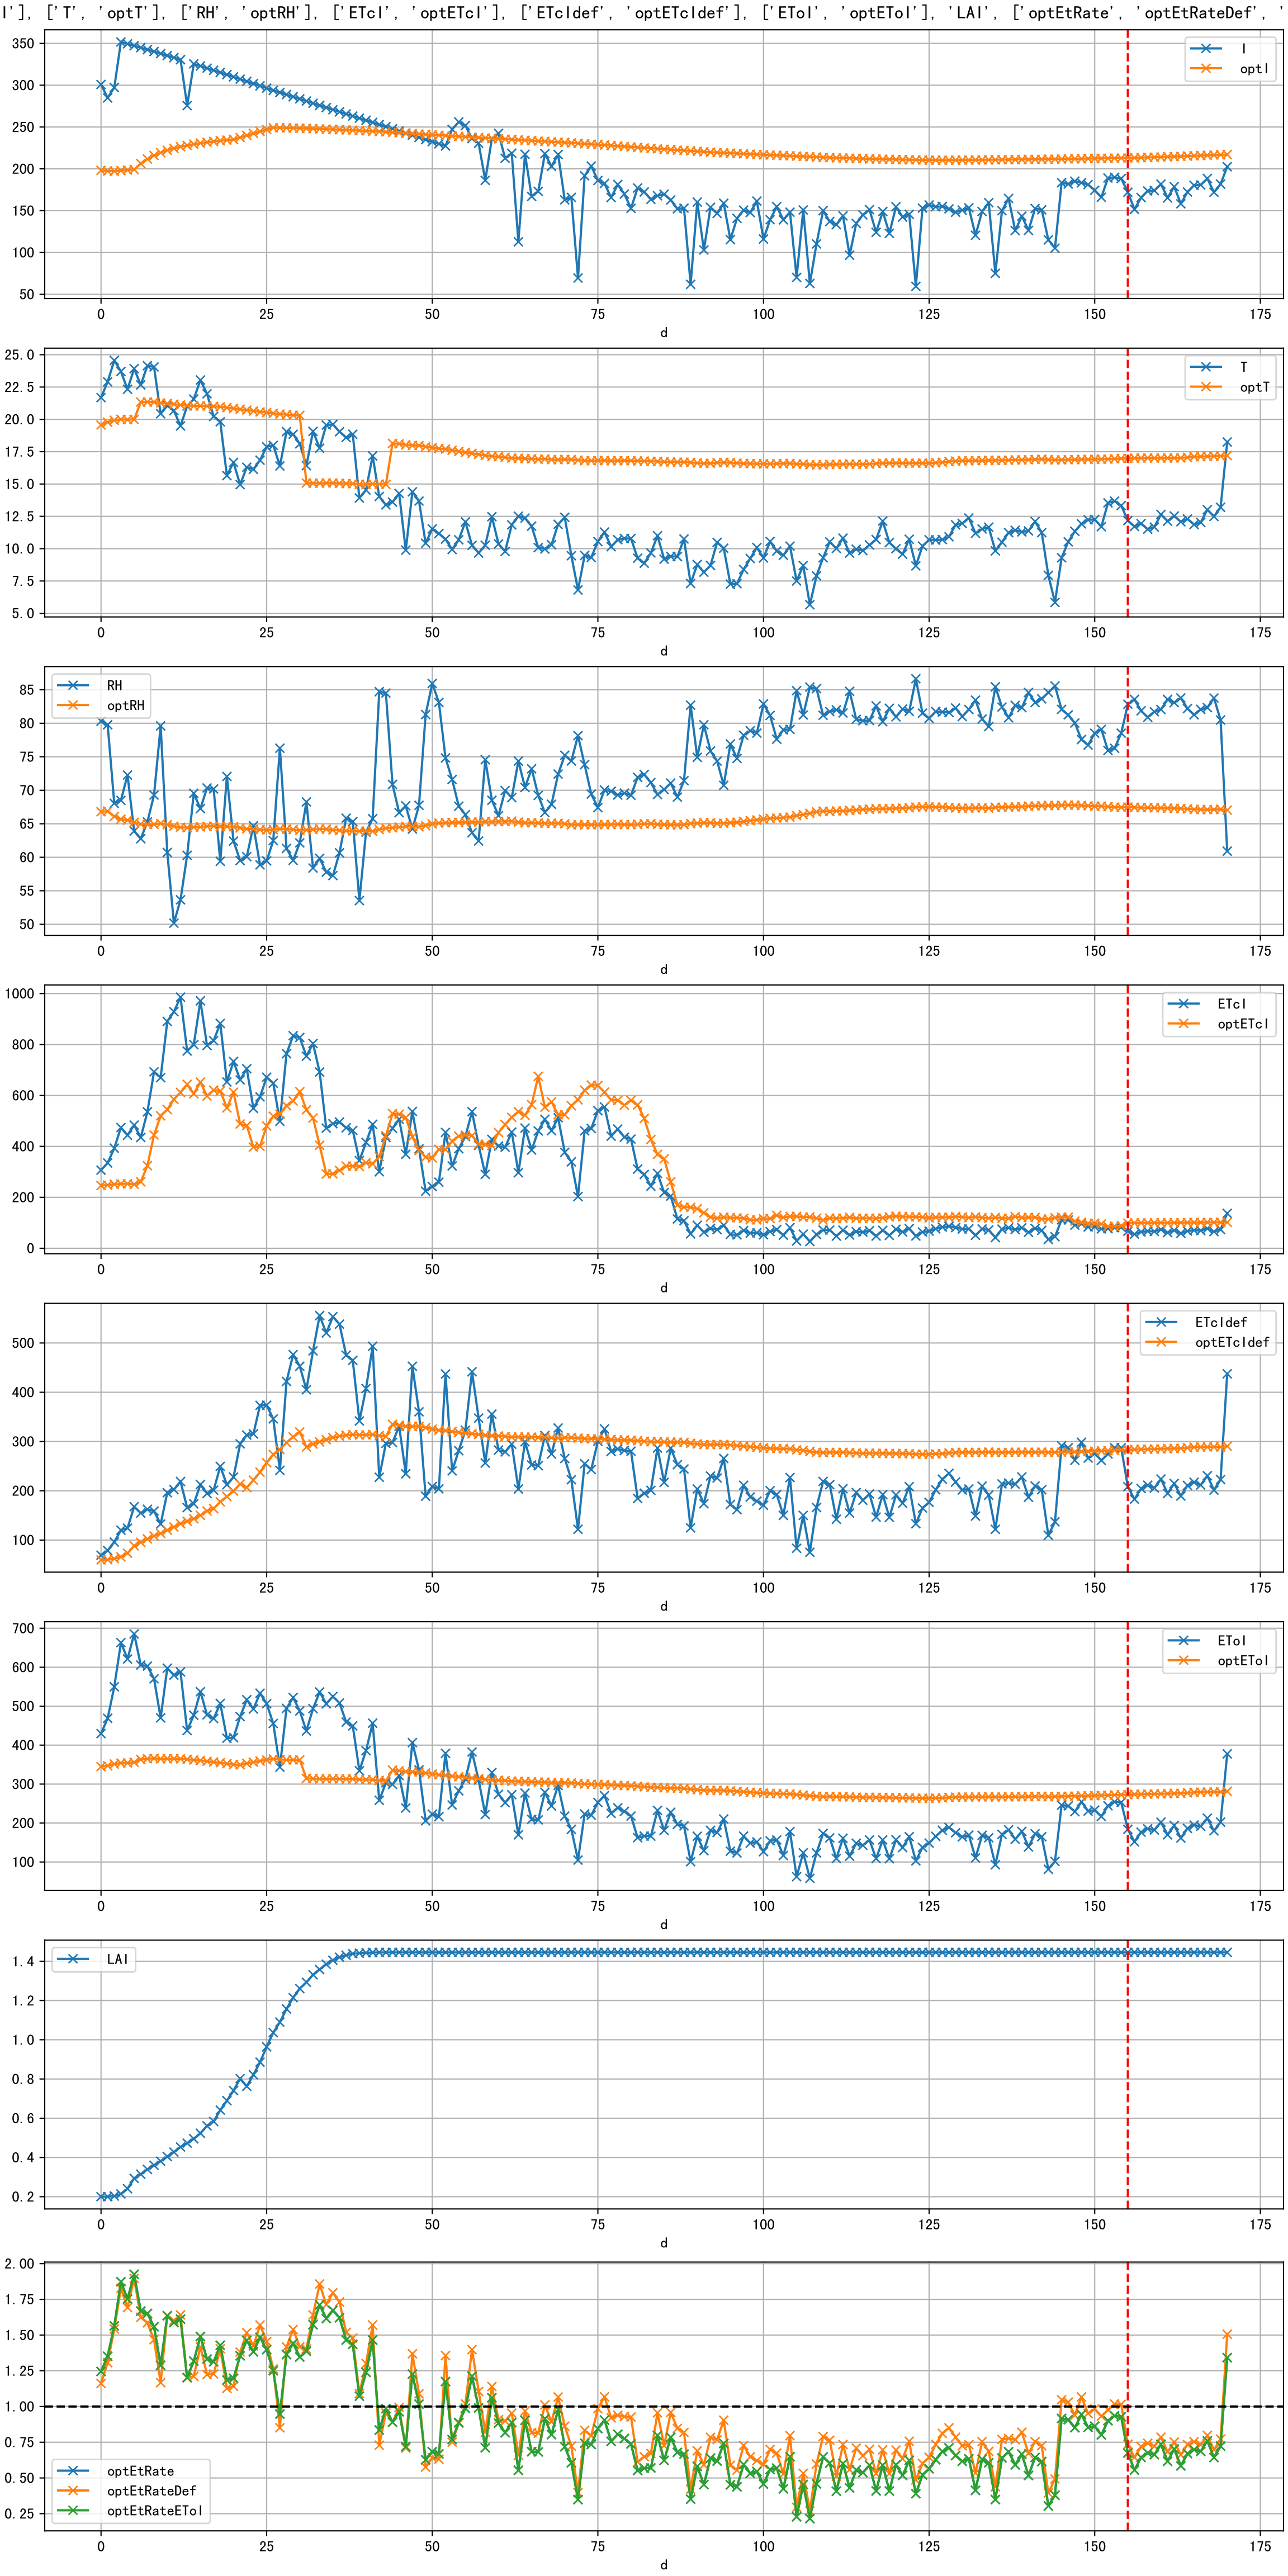 I'], ['T', 'optT'], ['RH', 'optRH'], ['ETcI', 'optETcI'], ['ETcIdef', 'optETcIdef'], ['EToI', 'optEToI'], 'LAI', ['optEtRate', 'optEtRateDef', '
350
300
250
200
150
100
50
I
optI
0 25 50 75 100 125 150 175
d
25.0
22.5
20.0
17.5
15.0
12.5
10.0
7.5
5.0
T
optT
0 25 50 75 100 125 150 175
d
85
80
75
70
65
60
55
50
RH
optRH
0 25 50 75 100 125 150 175
d
1000
800
600
400
200
0
ETcI
optETcI
0 25 50 75 100 125 150 175
d
500
400
300
200
100
ETcIdef
optETcIdef
0 25 50 75 100 125 150 175
d
700
600
500
400
300
200
100
EToI
optEToI
0 25 50 75 100 125 150 175
d
1.4
1.2
1.0
0.8
0.6
0.4
0.2
LAI
0 25 50 75 100 125 150 175
d
2.00
1.75
1.50
1.25
1.00
0.75
0.50
0.25
optEtRate
optEtRateDef
optEtRateEToI
0 25 50 75 100 125 150 175
d